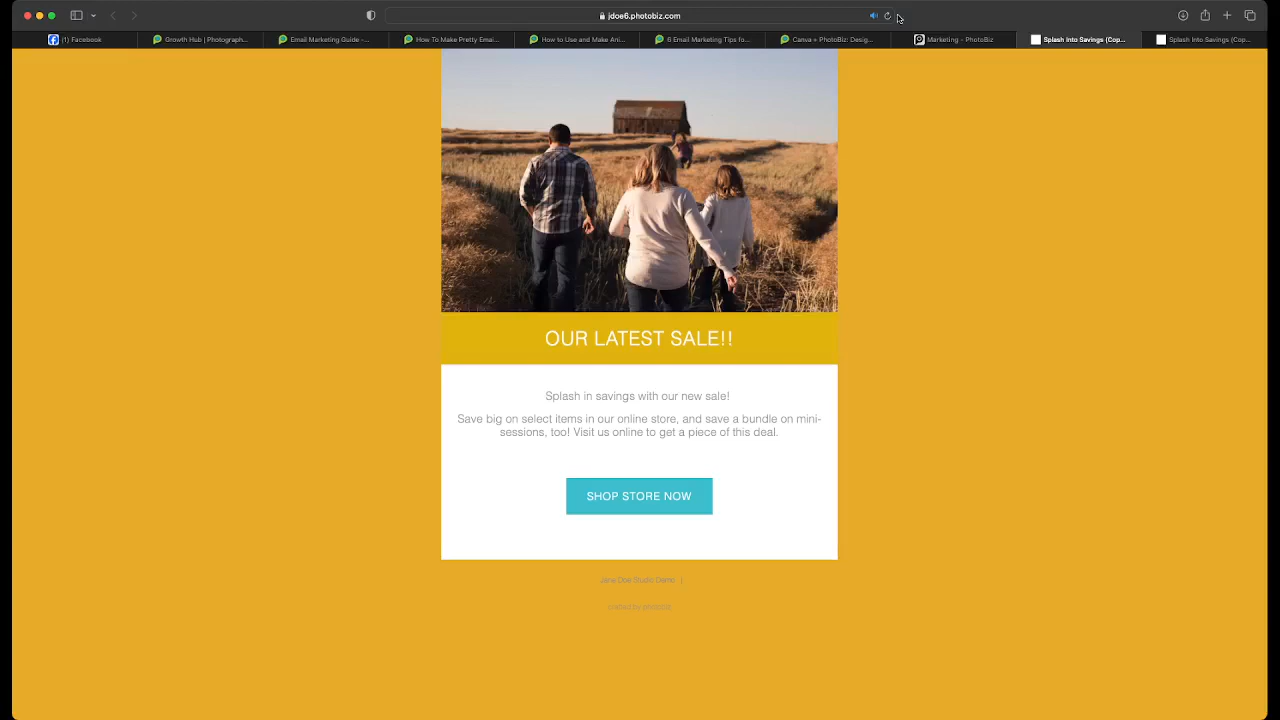 jdoe6.photobiz.com
(1) Facebook
Growth Hub | Photograph...
Email Marketing Guide -...
How To Make Pretty Emai...
How to Use and Make Ani...
6 Email Marketing Tips fo...
Canva + PhotoBiz: Desig...
Marketing - PhotoBiz
Splash Into Savings (Cop...
Splash Into Savings (Cop...
OUR LATEST SALE!!
Splash in savings with our new sale!
Save big on select items in our online store, and save a bundle on mini-
sessions, too! Visit us online to get a piece of this deal.
SHOP STORE NOW
Jane Doe Studio Demo |